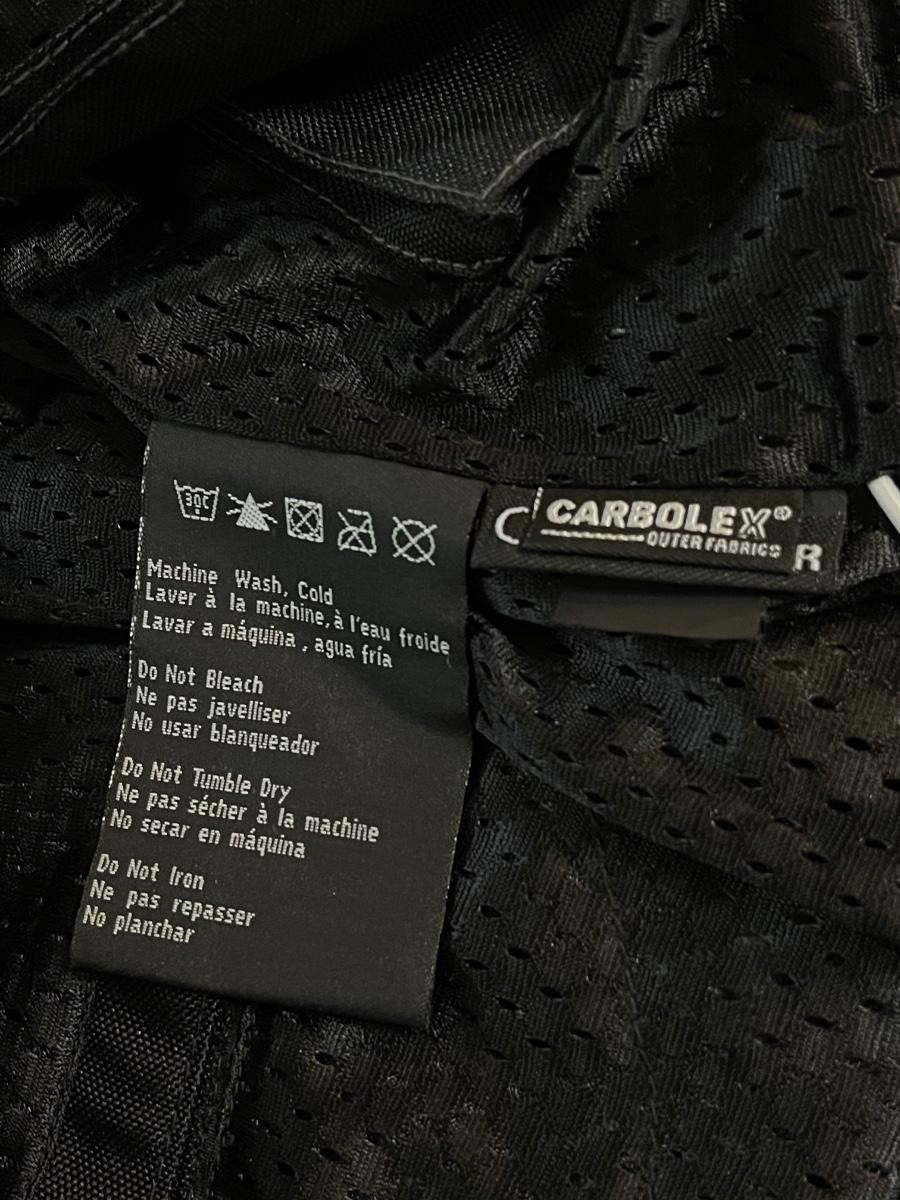 30C
Machine Wash, Cold
Laver à la machine, à l'eau froide
Lavar a máquina, agua fría
Do Not Bleach
Ne pas javelliser
No usar blanqueador
Do Not Tumble Dry
Ne pas sécher à la machine
No secar en máquina
Do Not Iron
Ne pas repasser
No planchar
CARBOLEX®
OUTER FABRICS
C R